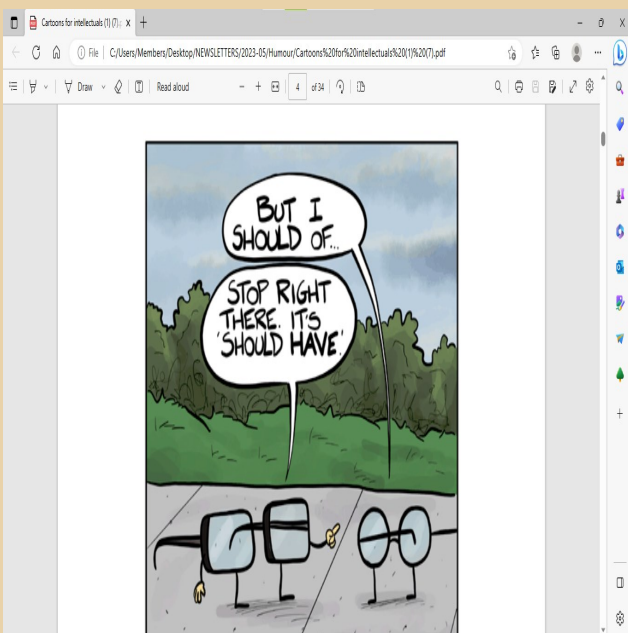 Cartoons for intellectuals (1) (7).p
File C:/Users/Members/Desktop/NEWSLETTERS/2023-05/Humour/Cartoons%20for%20intellectuals%20(1)%20(7).pdf
Draw Read aloud 4 of 34
BUT I
SHOULD OF...
STOP RIGHT
THERE. IT'S
'SHOULD HAVE.'